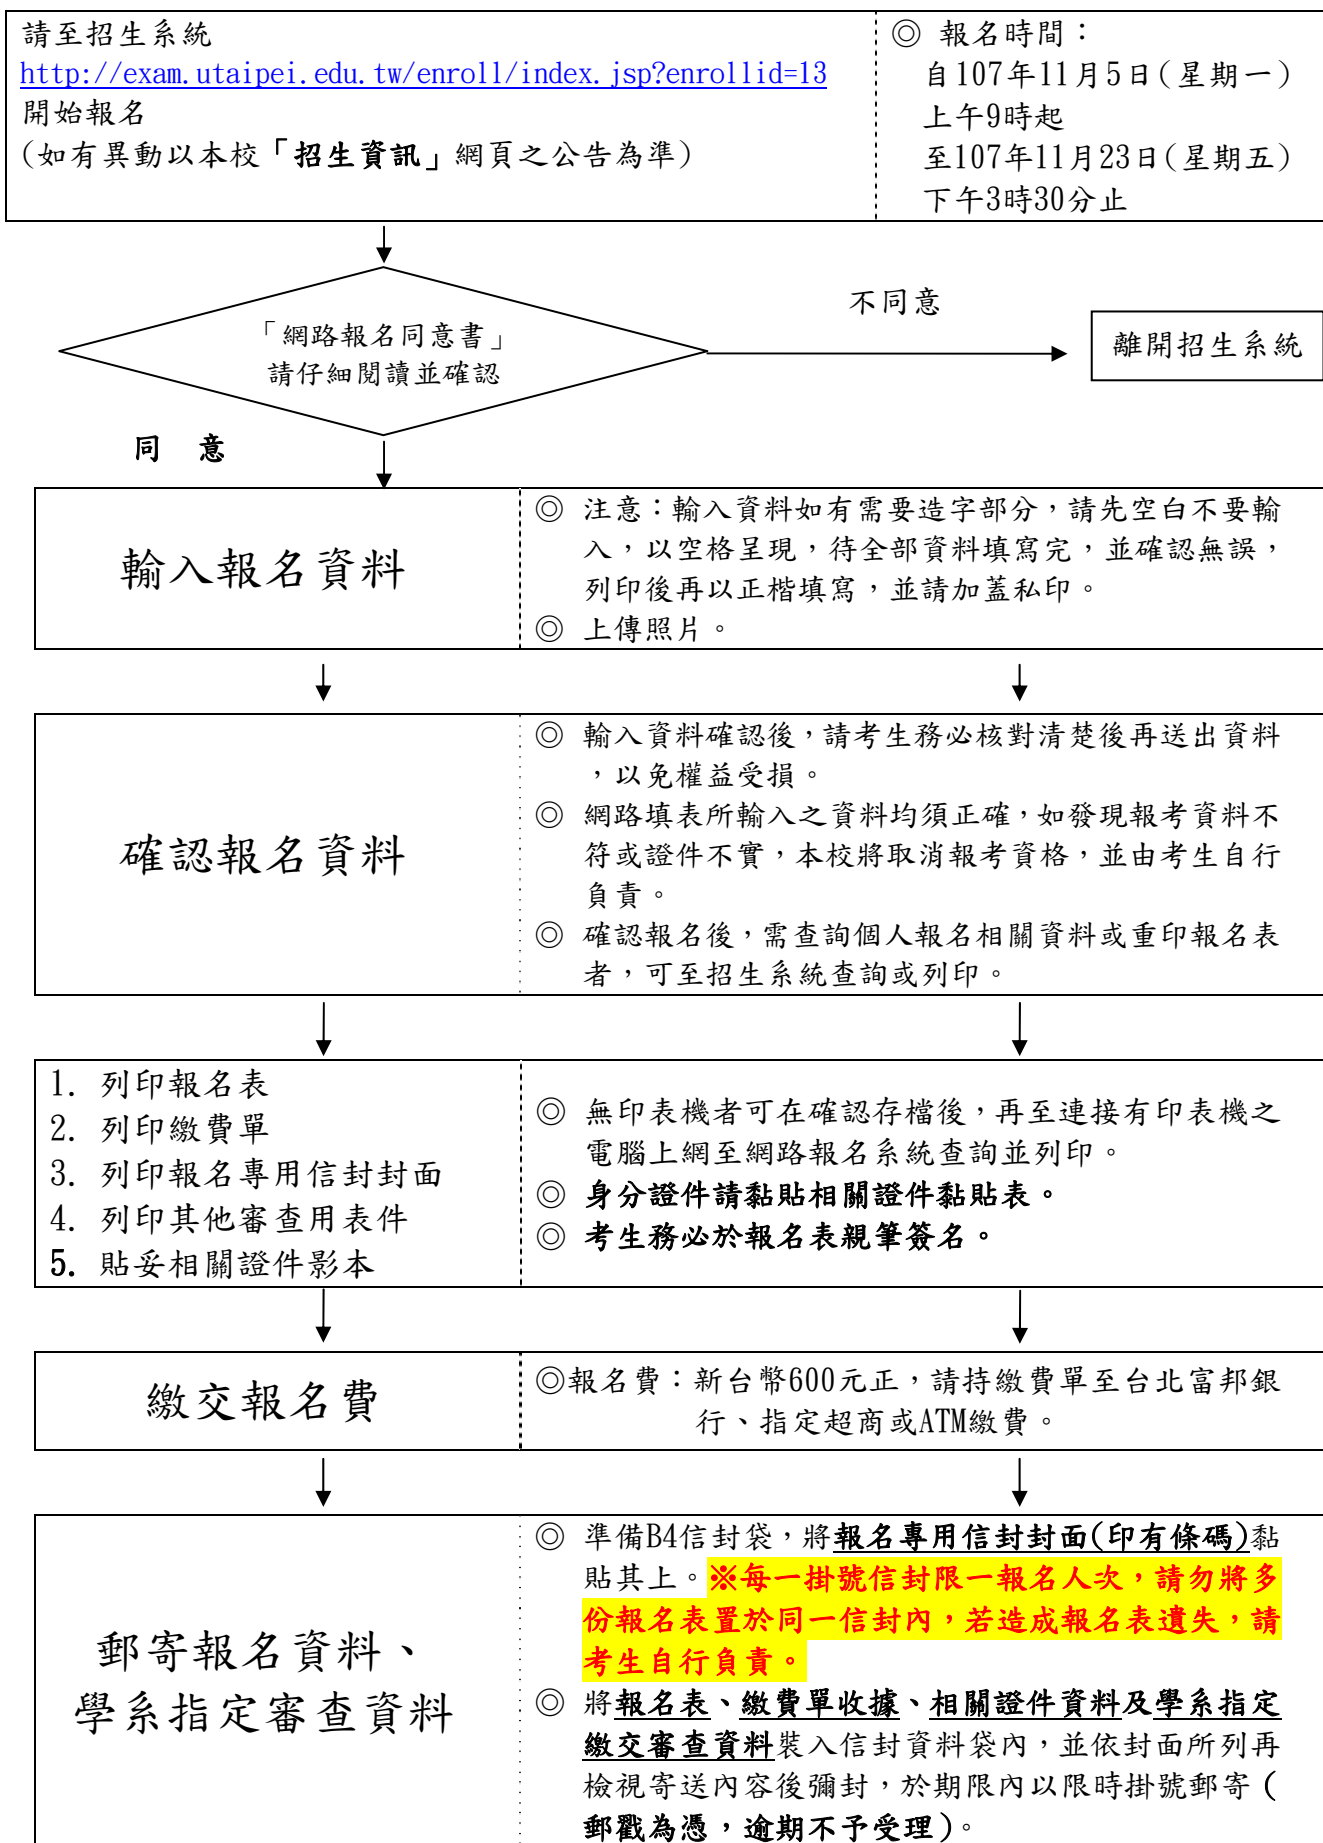 請至招生系統
http://exam.utaipei.edu.tw/enroll/index.jsp?enrollid=13
開始報名
(如有異動以本校「招生資訊」網頁之公告為準)
◎ 報名時間：
自107年11月5日(星期一)
上午9時起
至107年11月23日(星期五)
下午3時30分止
「網路報名同意書」
請仔細閱讀並確認
不同意
離開招生系統
同 意
輸入報名資料
◎ 注意：輸入資料如有需要造字部分，請先空白不要輸
入，以空格呈現，待全部資料填寫完，並確認無誤，
列印後再以正楷填寫，並請加蓋私印。
◎ 上傳照片。
確認報名資料
◎ 輸入資料確認後，請考生務必核對清楚後再送出資料
，以免權益受損。
◎ 網路填表所輸入之資料均須正確，如發現報考資料不
符或證件不實，本校將取消報考資格，並由考生自行
負責。
◎ 確認報名後，需查詢個人報名相關資料或重印報名表
者，可至招生系統查詢或列印。
1. 列印報名表
2. 列印繳費單
3. 列印報名專用信封封面
4. 列印其他審查用表件
5. 貼妥相關證件影本
◎ 無印表機者可在確認存檔後，再至連接有印表機之
電腦上網至網路報名系統查詢並列印。
◎ 身分證件請黏貼相關證件黏貼表。
◎ 考生務必於報名表親筆簽名。
繳交報名費
◎報名費：新台幣600元正，請持繳費單至台北富邦銀
行、指定超商或ATM繳費。
郵寄報名資料、
學系指定審查資料
◎ 準備B4信封袋，將報名專用信封封面(印有條碼)黏
貼其上。※每一掛號信封限一報名人次，請勿將多
份報名表置於同一信封內，若造成報名表遺失，請
考生自行負責。
◎ 將報名表、繳費單收據、相關證件資料及學系指定
繳交審查資料裝入信封資料袋內，並依封面所列再
檢視寄送內容後彌封，於期限內以限時掛號郵寄（
郵戳為憑，逾期不予受理)。